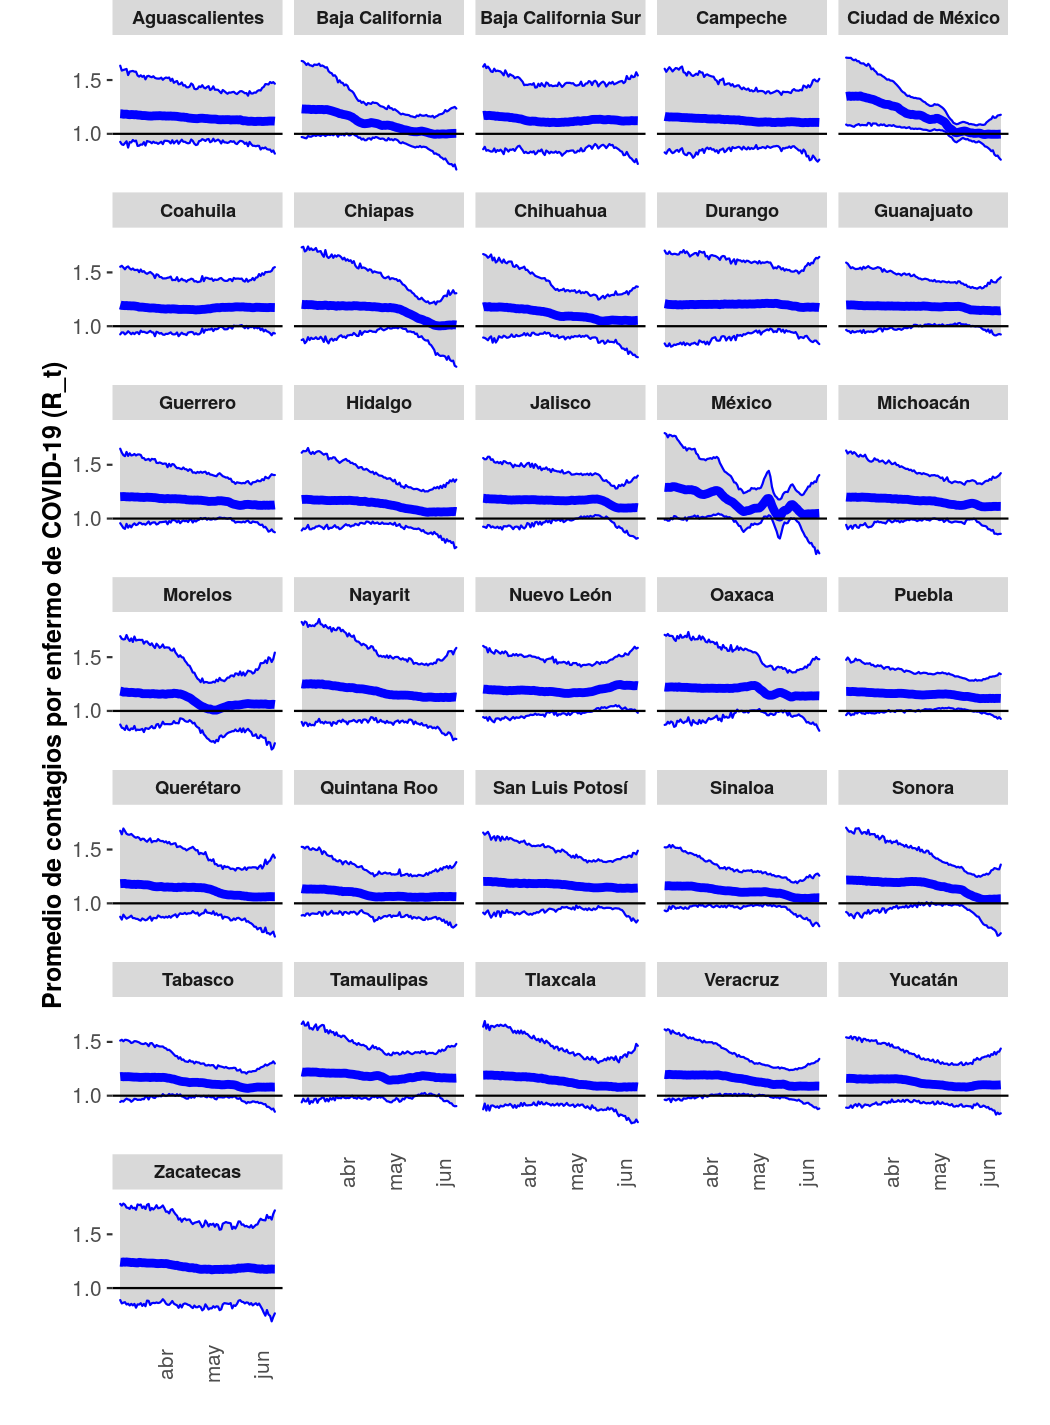 Aguascalientes Baja California Baja California Sur Campeche Ciudad de México
1.5
1.0
Coahuila Chiapas Chihuahua Durango Guanajuato
1.5
1.0
Guerrero Hidalgo Jalisco México Michoacán
1.5
1.0
Promedio de contagios por enfermo de COVID-19 (R_t)
Morelos Nayarit Nuevo León Oaxaca Puebla
1.5
1.0
Querétaro Quintana Roo San Luis Potosí Sinaloa Sonora
1.5
1.0
Tabasco Tamaulipas Tlaxcala Veracruz Yucatán
1.5
1.0
abr may jun abr may jun abr may jun abr may jun
Zacatecas
1.5
1.0
abr may jun